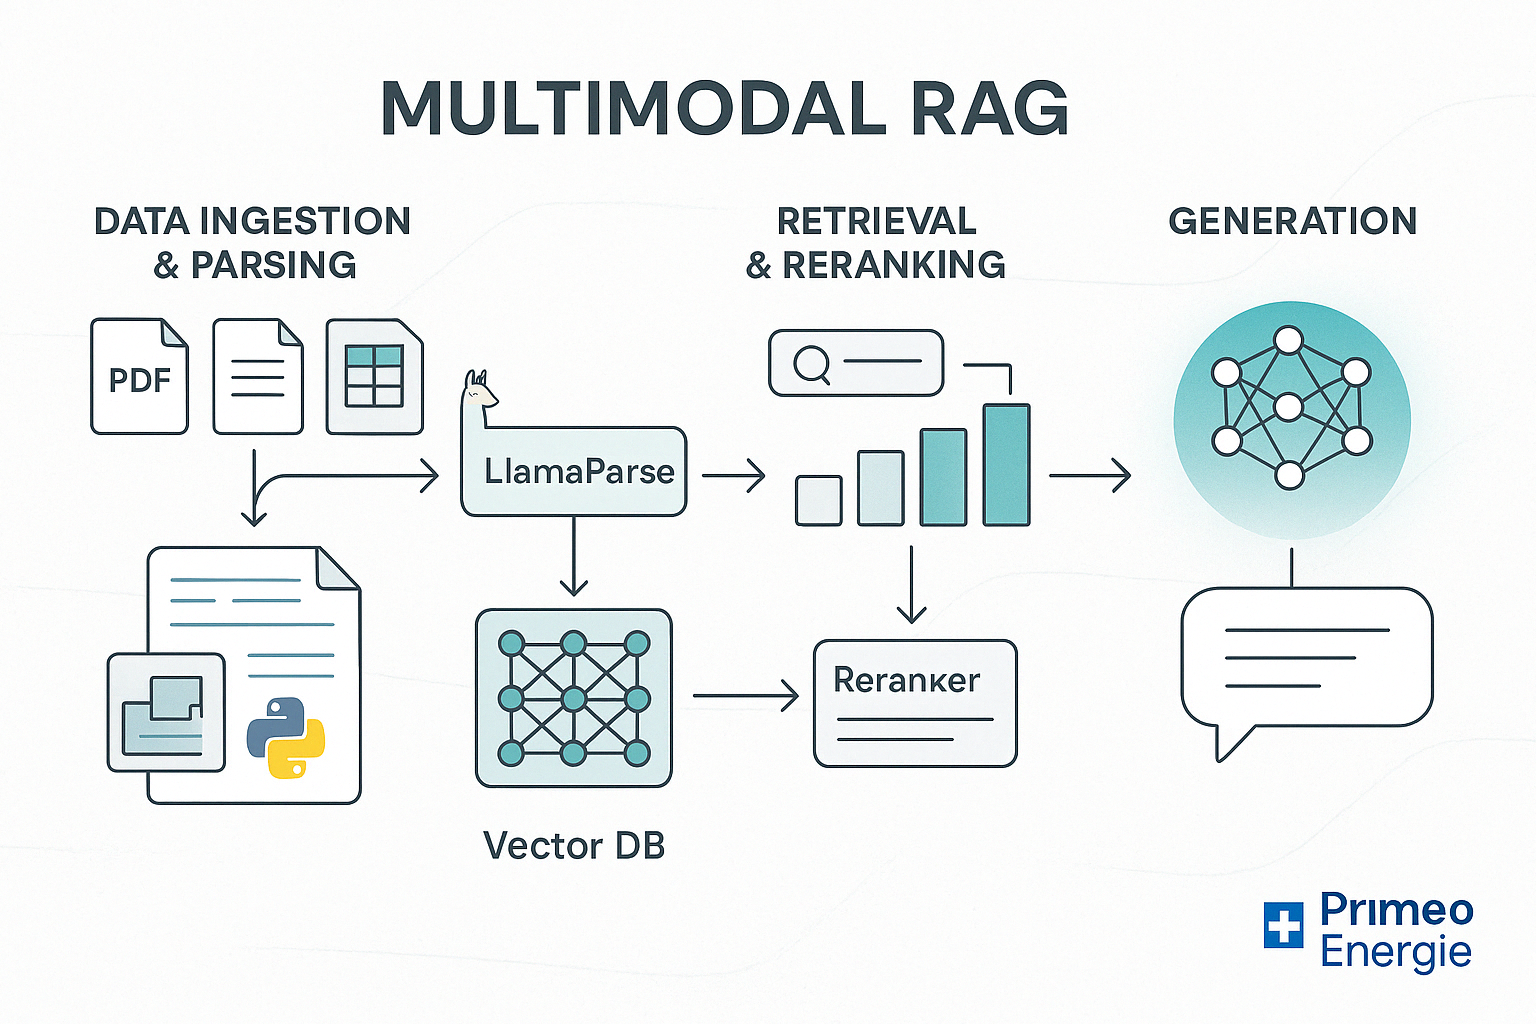 MULTIMODAL RAG
DATA INGESTION
& PARSING
RETRIEVAL
& RERANKING
GENERATION
PDF
LlamaParse
Reranker
Vector DB
Primeo
Energie